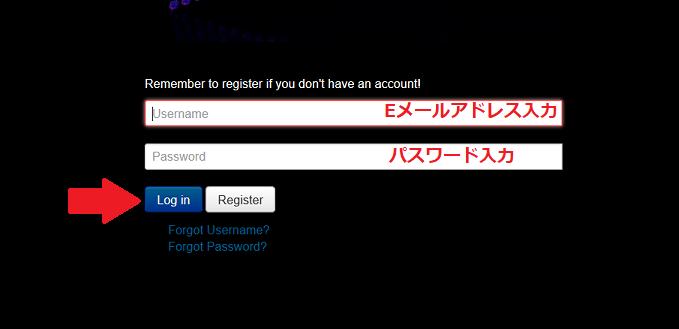 Remember to register if you don't have an account!
Username Eメールアドレス入力
Password パスワード入力
Log in Register
Forgot Username?
Forgot Password?